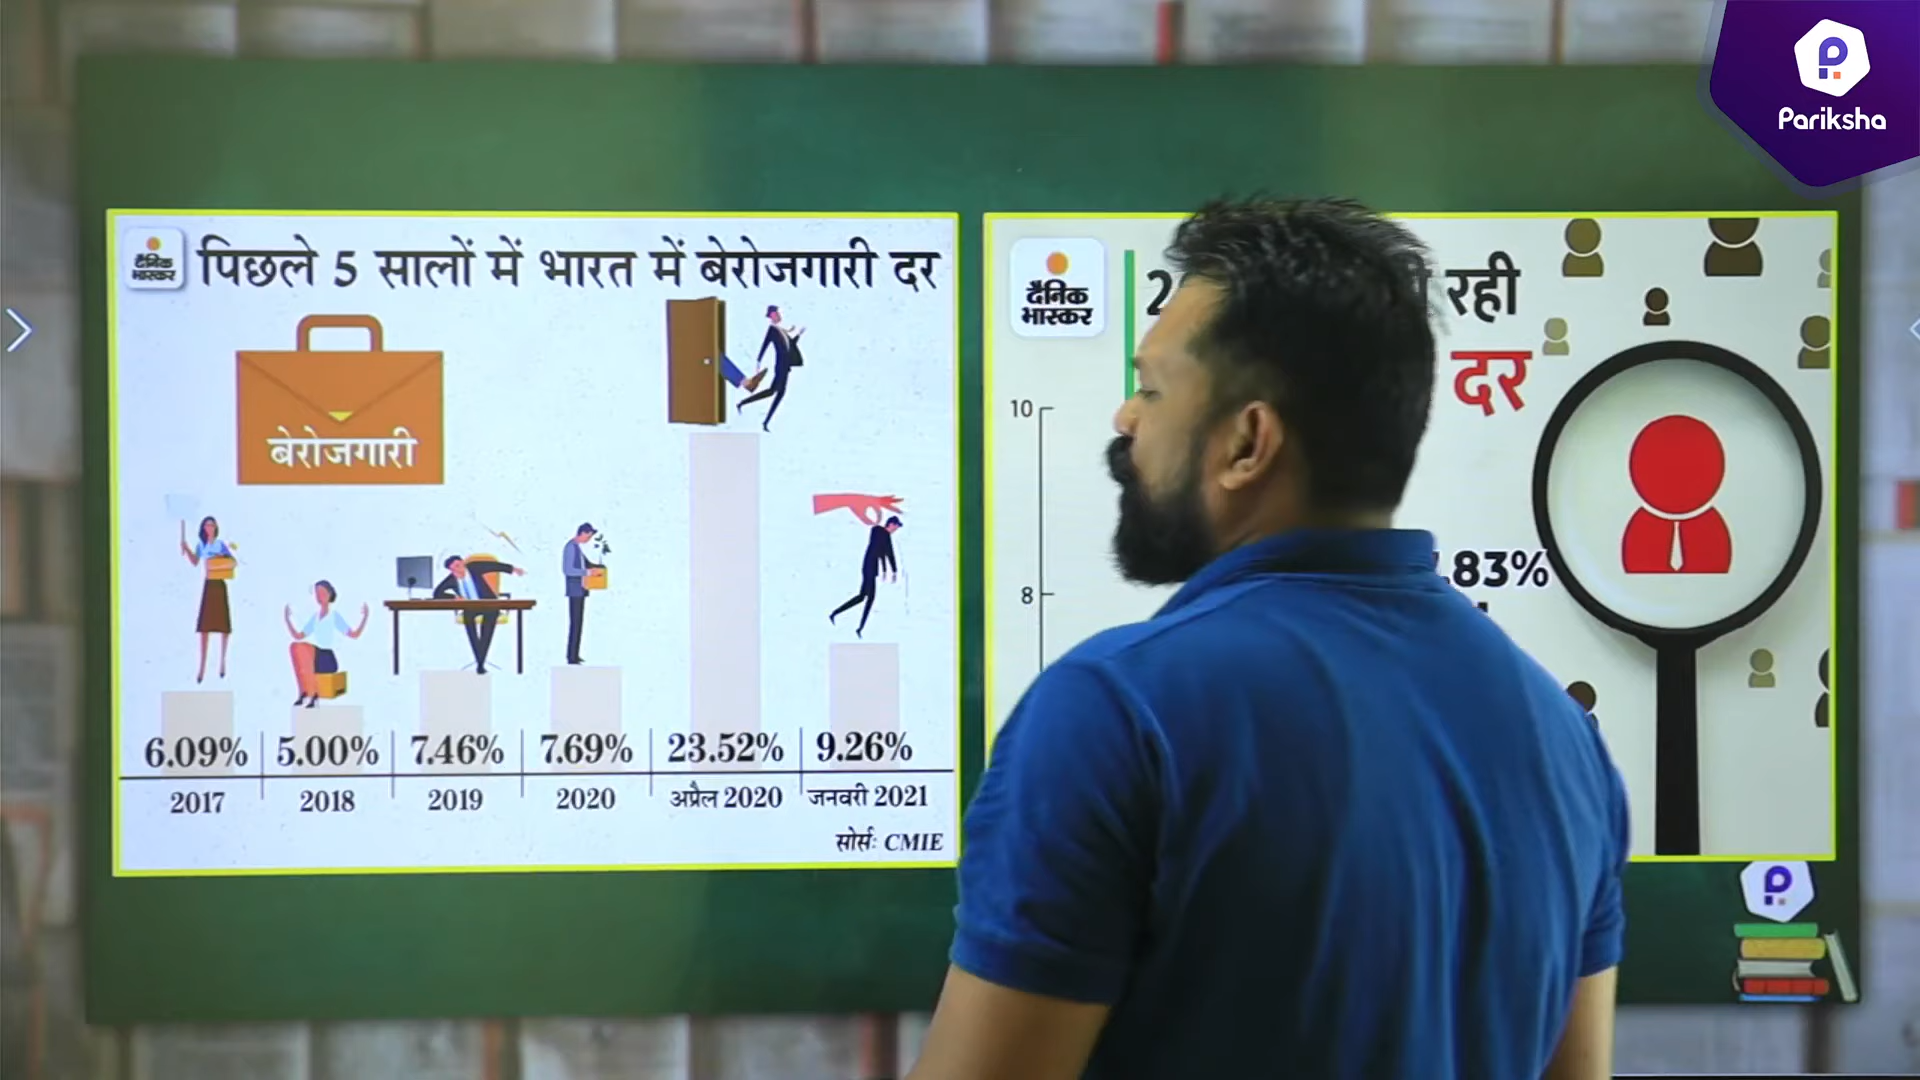 Pariksha
दैनिक
भास्कर
पिछले 5 सालों में भारत में बेरोजगारी दर
बेरोजगारी
6.09% 5.00% 7.46% 7.69% 23.52% 9.26%
2017 2018 2019 2020 अप्रैल 2020 जनवरी 2021
सोर्सः CMIE
दैनिक
भास्कर
रही
दर
10
8
.83%